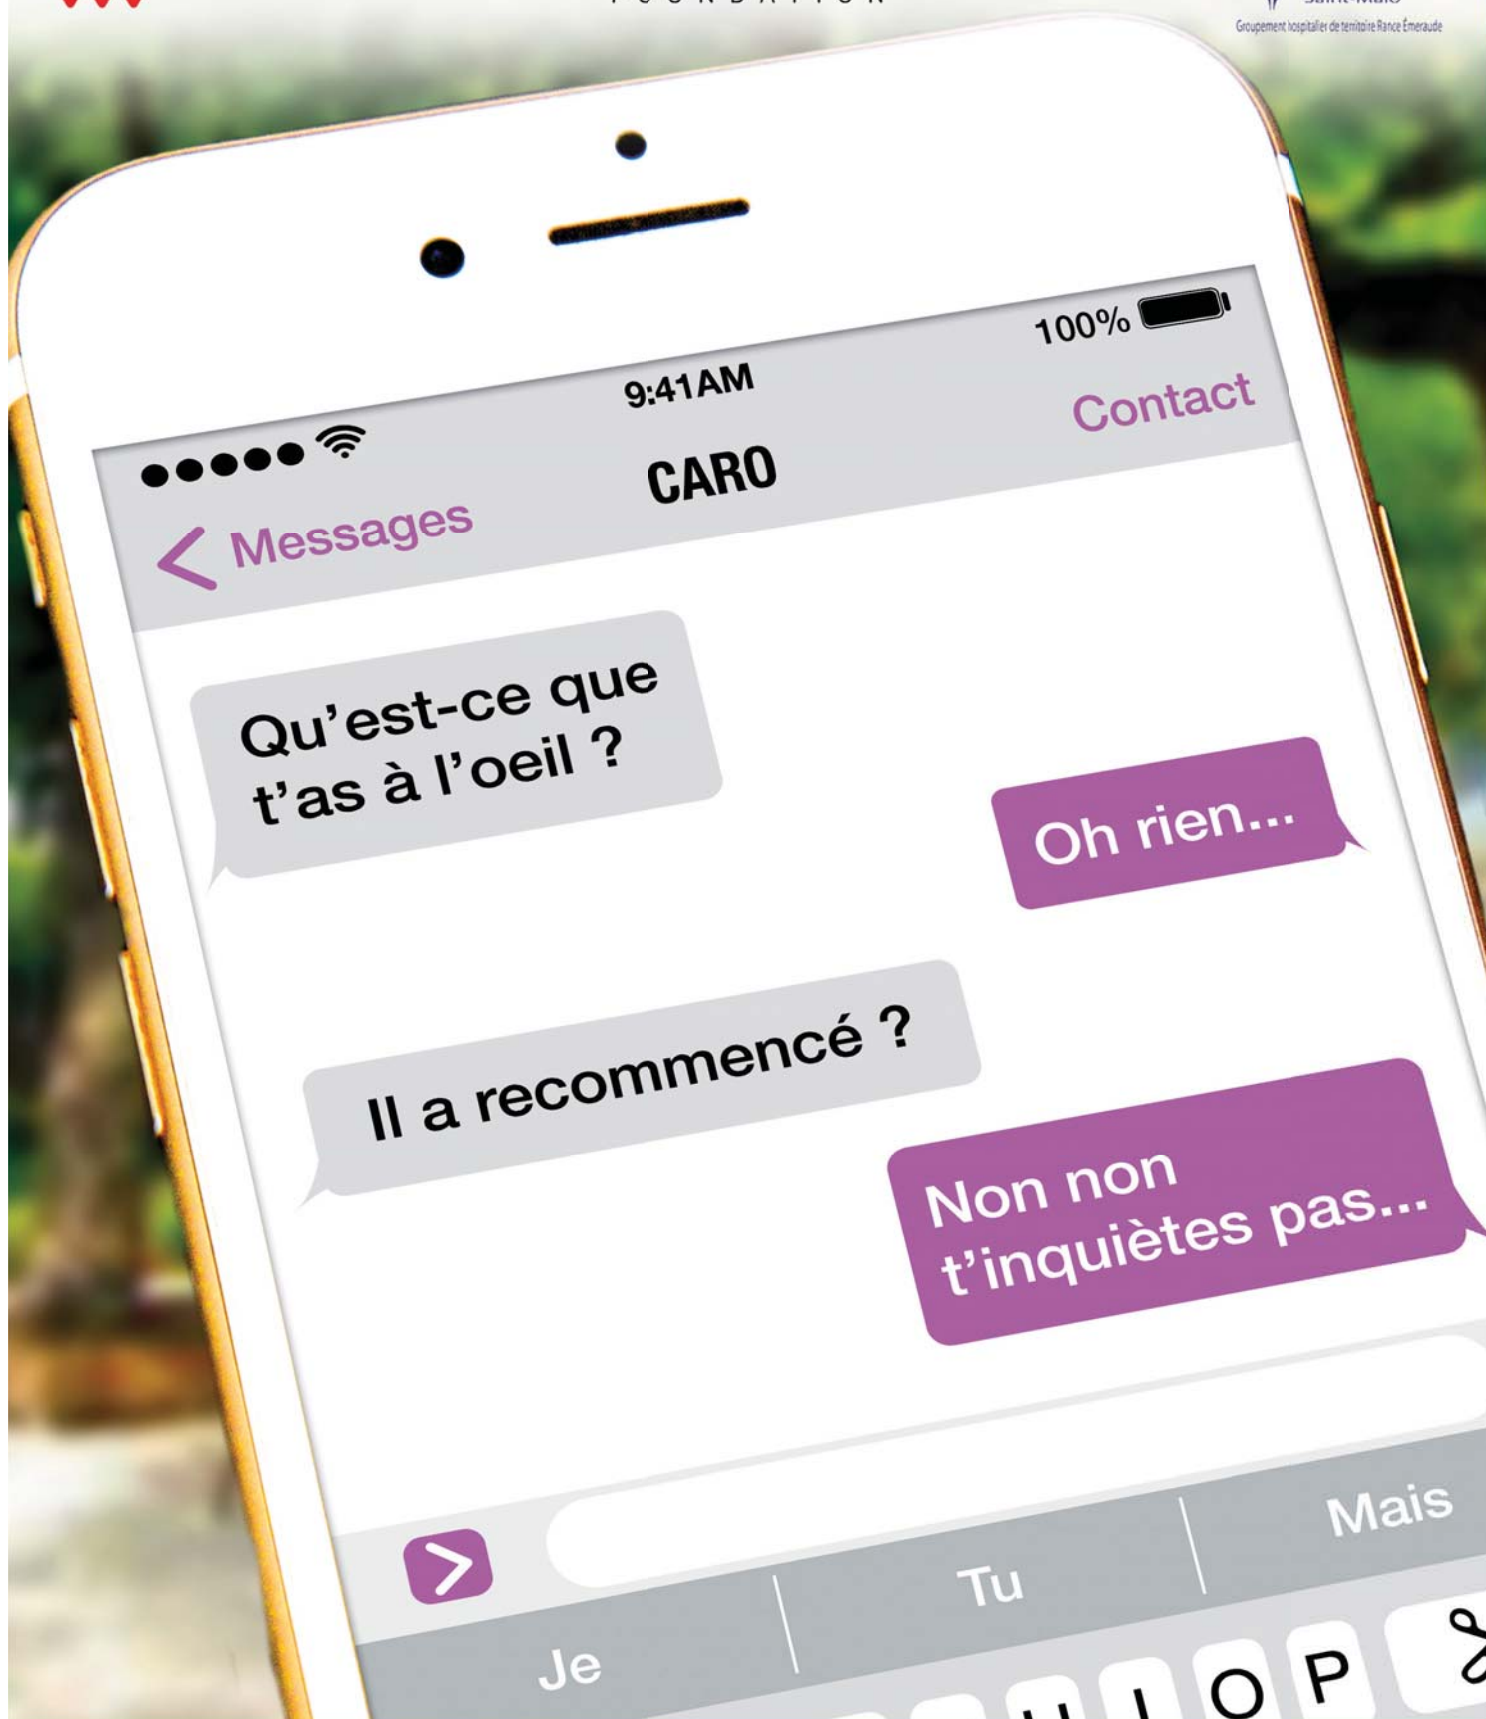 FONDATION
Groupement hospitalier de territoire Rance Émeraude
100%
9:41AM
Contact
CARO
Messages
Qu’est-ce que
t’as à l’oeil ?
Oh rien...
Il a recommencé ?
Non non
t’inquiètes pas...
Je
Tu
Mais
U I O P